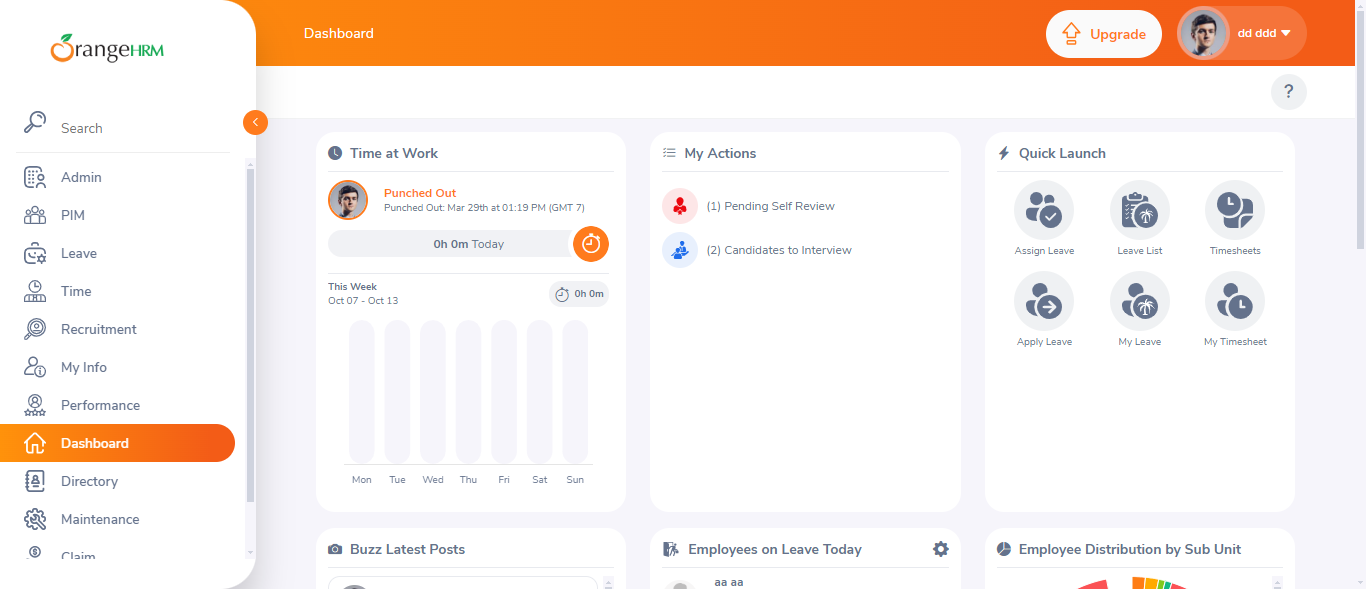 OrangeHRM
Dashboard
Upgrade
dd ddd
?
Search
Admin
PIM
Leave
Time
Recruitment
My Info
Performance
Dashboard
Directory
Maintenance
Claim
Time at Work
Punched Out
Punched Out: Mar 29th at 01:19 PM (GMT 7)
0h 0m Today
This Week
Oct 07 - Oct 13
0h 0m
Mon Tue Wed Thu Fri Sat Sun
My Actions
(1) Pending Self Review
(2) Candidates to Interview
Quick Launch
Assign Leave
Leave List
Timesheets
Apply Leave
My Leave
My Timesheet
Buzz Latest Posts
Employees on Leave Today
aa aa
Employee Distribution by Sub Unit